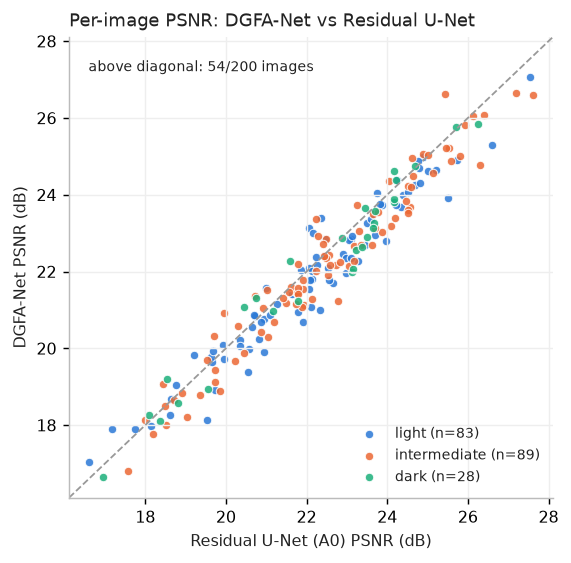 Per-image PSNR: DGFA-Net vs Residual U-Net
above diagonal: 54/200 images
DGFA-Net PSNR (dB)
28
26
24
22
20
18
light (n=83)
intermediate (n=89)
dark (n=28)
18 20 22 24 26 28
Residual U-Net (A0) PSNR (dB)